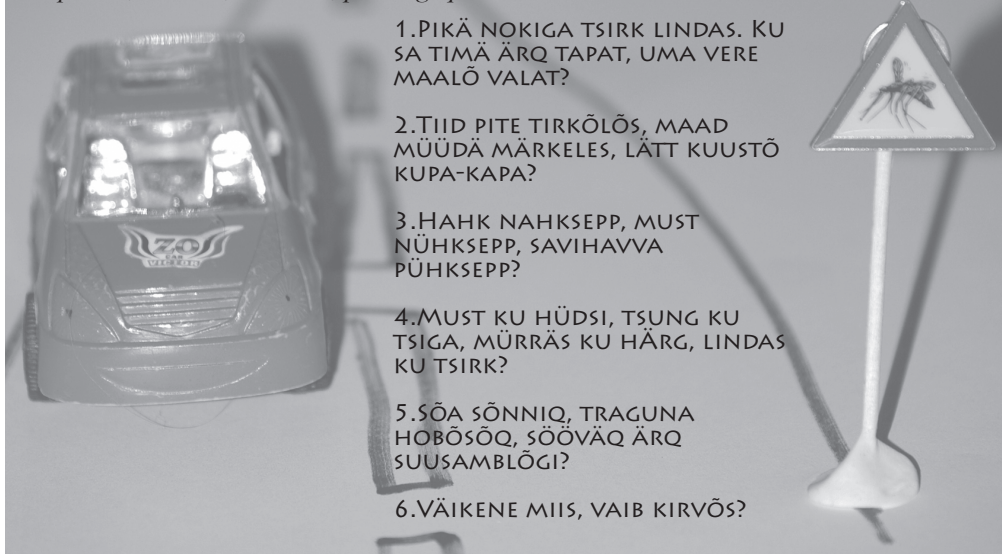 1.PIKÄ NOKIGA TSIRK LINDAS. KU
SA TIMÄ ÄRQ TAPAT, UMA VERE
MAALÕ VALAT?
2.TIID PITE TIRKÕLÕS, MAAD
MÜÜDÄ MÄRKELES, LÄTT KUUSTÕ
KUPA-KAPA?
3.HAHK NAHKSEPP, MUST
NÜHKSEPP, SAVIHAVVA
PÜHKSEPP?
4.MUST KU HÜDSI, TSUNG KU
TSIGA, MÜRRÄS KU HÄRG, LINDAS
KU TSIRK?
5.SÕA SÕNNIQ, TRAGUNA
HOBÕSÕQ, SÖÖVÄQ ÄRQ
SUUSAMBLÕGI?
6.VÄIKENE MIIS, VAIB KIRVÕS?
ZO
CAR
VICTOR